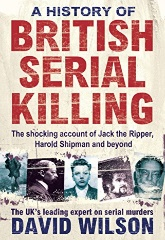 A HISTORY OF
BRITISH
SERIAL
KILLING
The shocking account of Jack the Ripper,
Harold Shipman and beyond
The UK's leading expert on serial murders
DAVID WILSON